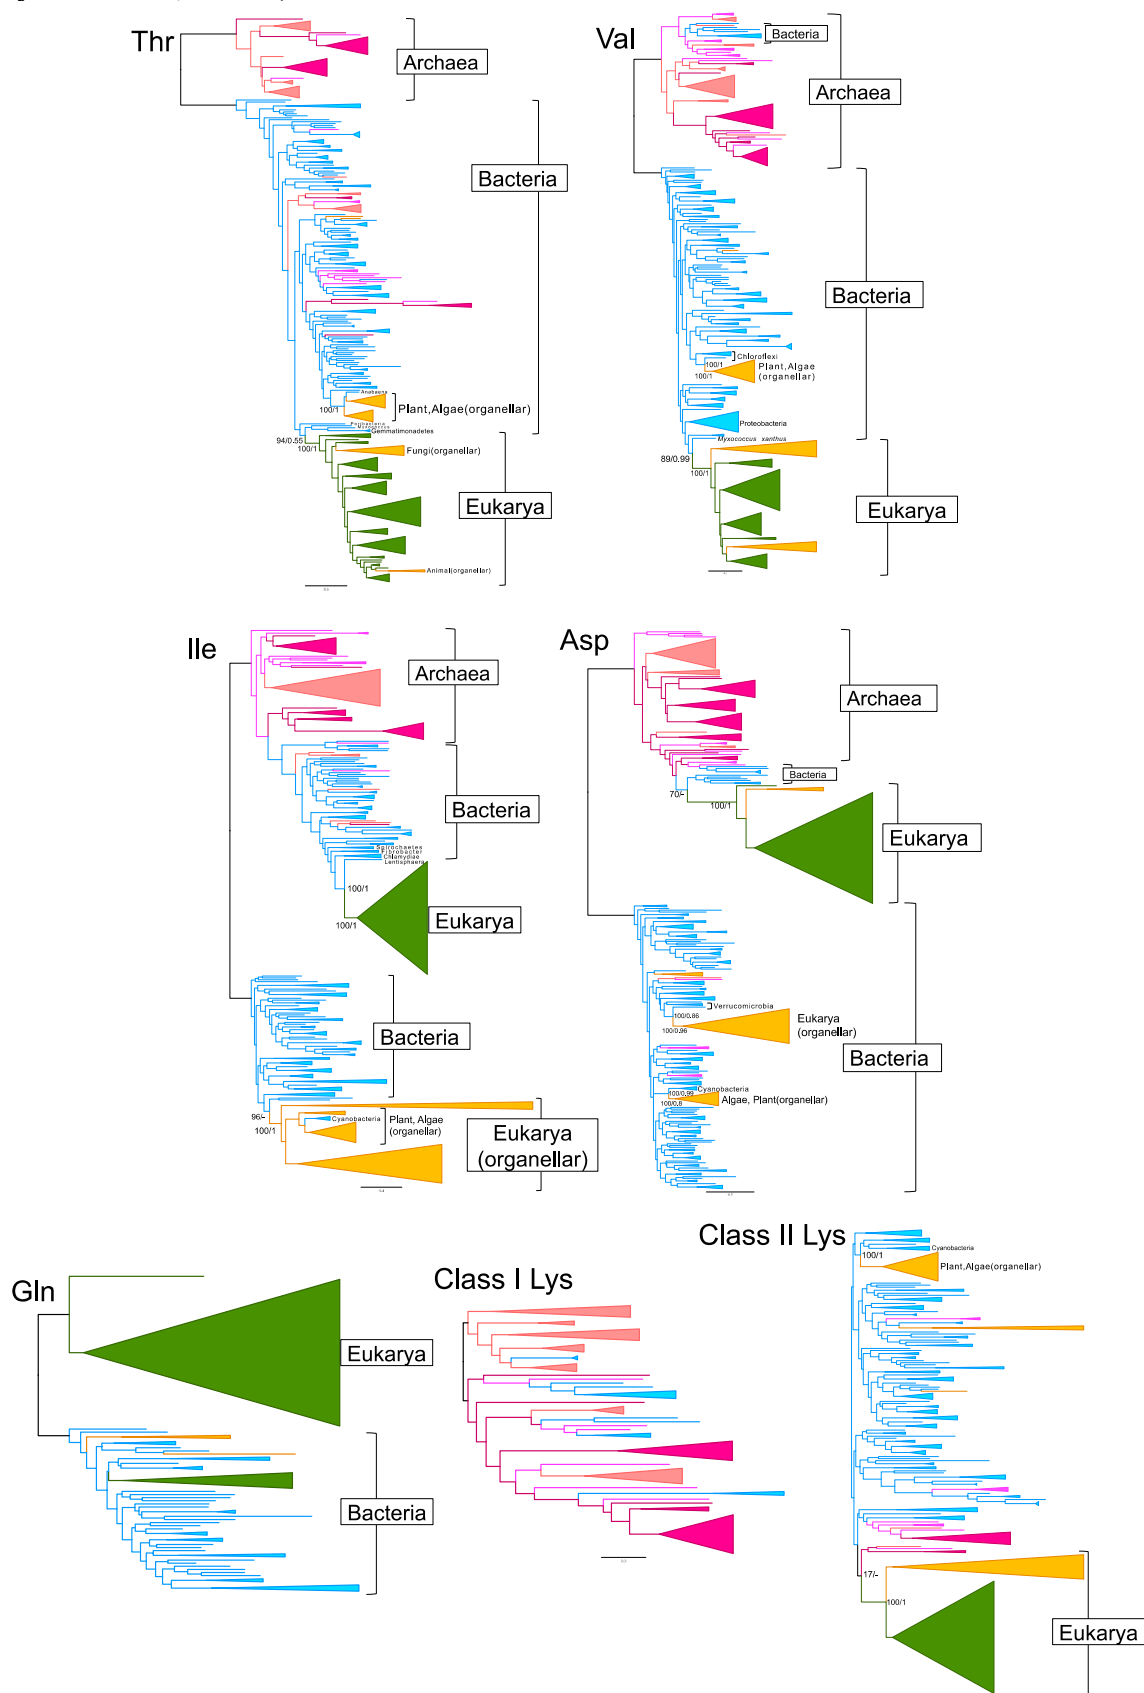 Thr
Archaea
Bacteria
Anabaena
100/1
Plant,Algae(organellar)
Gemmatimonadetes
94/0.55
100/1
Fungi(organellar)
Eukarya
Animal(organellar)
Val
Bacteria
Archaea
Bacteria
Chloroflexi
100/1
Plant,Algae
(organellar)
100/1
Proteobacteria
Myxococcus xanthus
89/0.99
100/1
Eukarya
Ile
Archaea
Bacteria
Spirochaetes
Fibrobacter
Chlamydiae
Lentisphaera
100/1
100/1
Eukarya
Bacteria
96/-
100/1
Cyanobacteria
Plant, Algae
(organellar)
Eukarya
(organellar)
0.4
Asp
Archaea
Bacteria
70/-
100/1
Eukarya
Verrucomicrobia
100/0.86
100/0.96
Eukarya
(organellar)
Bacteria
Cyanobacteria
100/0.99
100/0.8
Algae, Plant(organellar)
Gln
Eukarya
Bacteria
Class I Lys
Class II Lys
Cyanobacteria
100/1
Plant,Algae(organellar)
17/-
100/1
Eukarya